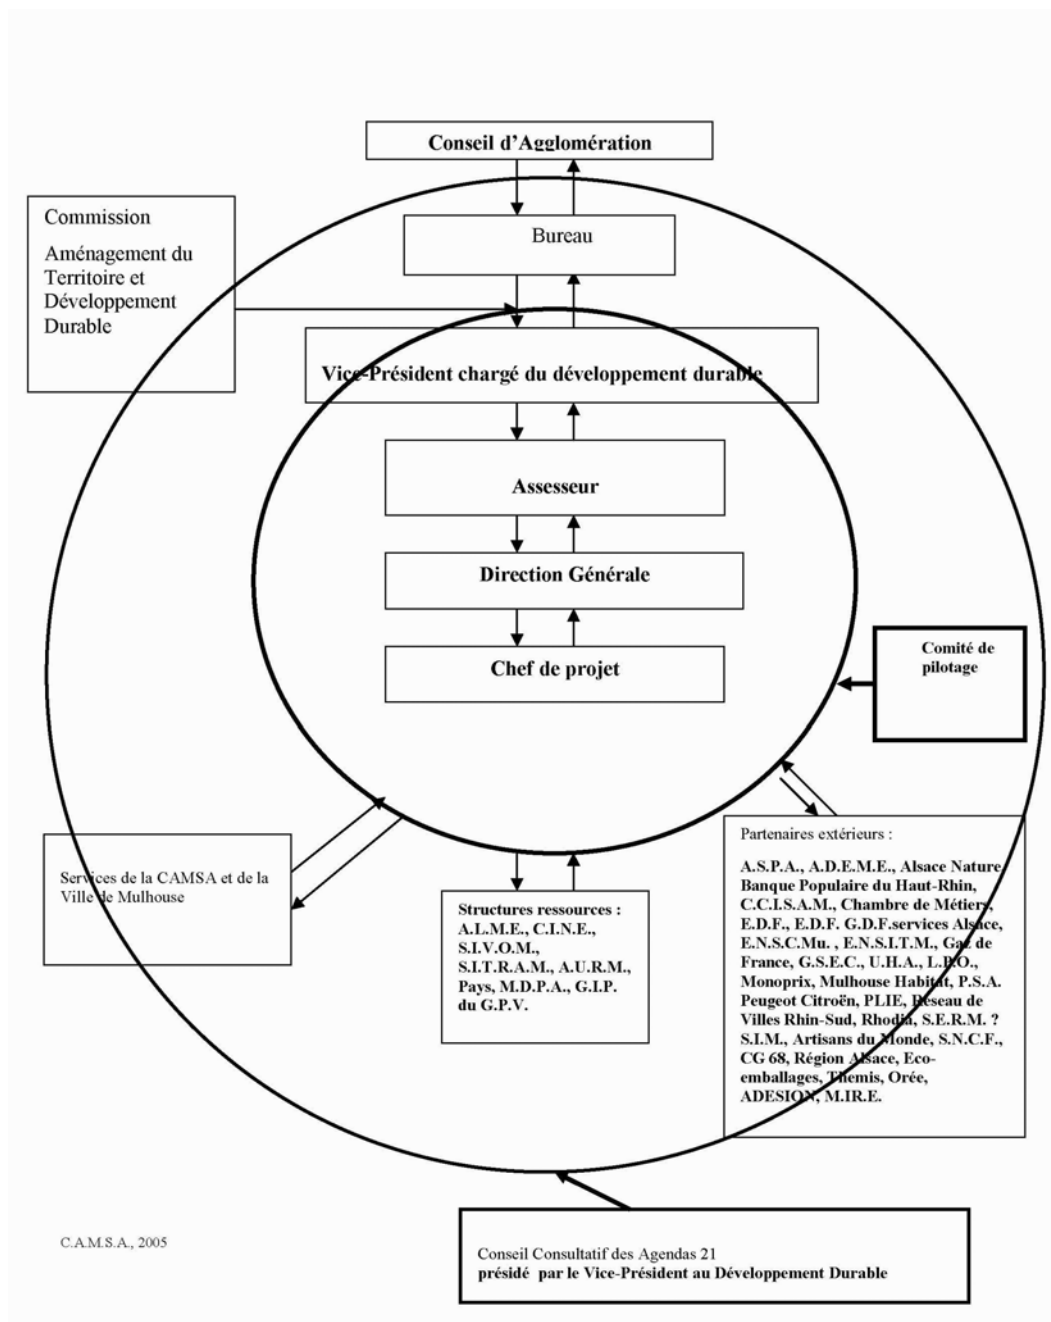 Conseil d'Agglomération
Commission
Aménagement du
Territoire et
Développement
Durable
Bureau
Vice-Président chargé du développement durable
Assesseur
Direction Générale
Chef de projet
Comité de
pilotage
Services de la CAMSA et de la
Ville de Mulhouse
Structures ressources :
A.L.M.E., C.I.N.E.,
S.I.V.O.M.,
S.I.T.R.A.M., A.U.R.M.,
Pays, M.D.P.A., G.I.P.
du G.P.V.
Partenaires extérieurs :
A.S.P.A., A.D.E.M.E., Alsace Nature
Banque Populaire du Haut-Rhin,
C.C.I.S.A.M., Chambre de Métiers,
E.D.F., E.D.F. G.D.F.services Alsace,
E.N.S.C.Mu. , E.N.S.I.T.M., Gaz de
France, G.S.E.C., U.H.A., L.P.O.,
Monoprix, Mulhouse Habitat, P.S.A.
Peugeot Citroën, PLIE, Reseau de
Villes Rhin-Sud, Rhodia, S.E.R.M. ?
S.I.M., Artisans du Monde, S.N.C.F.,
CG 68, Région Alsace, Eco-
emballages, Themis, Orée,
ADESION, M.IR.E.
C.A.M.S.A., 2005
Conseil Consultatif des Agendas 21
présidé par le Vice-Président au Développement Durable